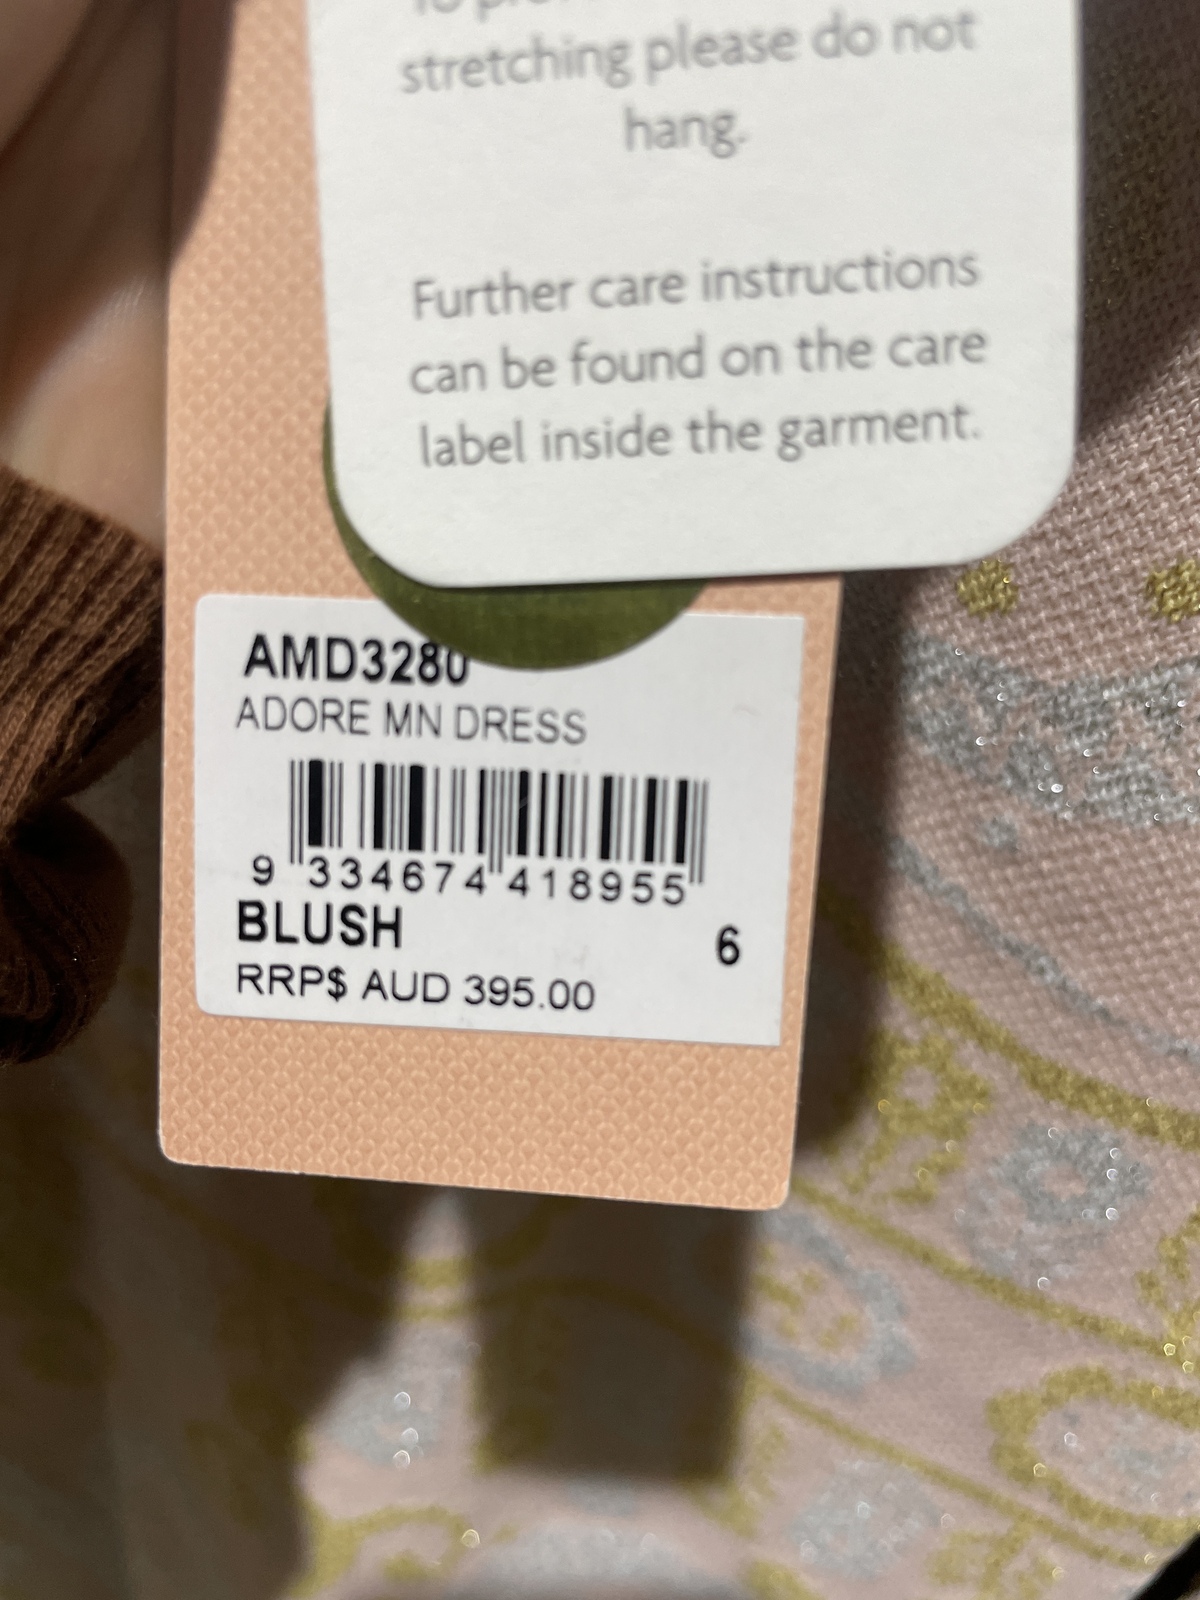 To
stretching please do not
hang.
Further care instructions
can be found on the care
label inside the garment.
AMD3280
ADORE MN DRESS
9 334674 418955
BLUSH 6
RRP$ AUD 395.00